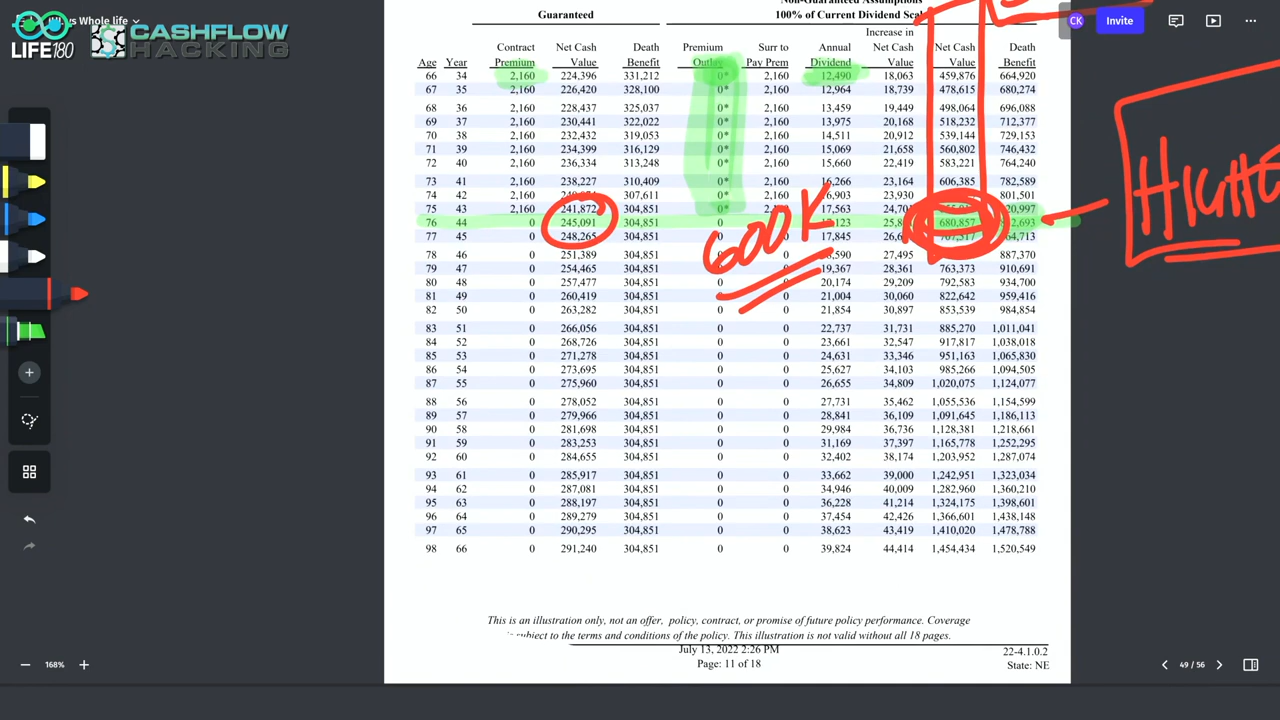 LIFE180
CASHFLOW
HACKING
Whole life
CK
Invite
Non-Guaranteed Assumptions
Guaranteed 100% of Current Dividend Scale
Increase in
Contract Net Cash Death Premium Surr to Annual Net Cash Net Cash Death
Age Year Premium Value Benefit Outlay Pay Prem Dividend Value Value Benefit
66 34 2,160 224,396 331,212 0* 2,160 12,490 18,063 459,876 664,920
67 35 2,160 226,420 328,100 0* 2,160 12,964 18,739 478,615 680,274
68 36 2,160 228,437 325,037 0* 2,160 13,459 19,449 498,064 696,088
69 37 2,160 230,441 322,022 0* 2,160 13,975 20,168 518,232 712,377
70 38 2,160 232,432 319,053 0* 2,160 14,511 20,912 539,144 729,153
71 39 2,160 234,399 316,129 0* 2,160 15,069 21,658 560,802 746,432
72 40 2,160 236,334 313,248 0* 2,160 15,660 22,419 583,221 764,240
73 41 2,160 238,227 310,409 0* 2,160 16,266 23,164 606,385 782,589
74 42 2,160 307,611 0* 2,160 23,930 801,501
75 43 2,160 241,872 304,851 0* 17,563
76 44 0 245,091 304,851 0 0 680,857
77 45 0 248,265 304,851 0 0 17,845
78 46 0 251,389 304,851 0 0 27,495 887,370
79 47 0 254,465 304,851 0 0 19,367 28,361 763,373 910,691
80 48 0 257,477 304,851 0 0 20,174 29,209 792,583 934,700
81 49 0 260,419 304,851 0 0 21,004 30,060 822,642 959,416
82 50 0 263,282 304,851 0 0 21,854 30,897 853,539 984,854
83 51 0 266,056 304,851 0 0 22,737 31,731 885,270 1,011,041
84 52 0 268,726 304,851 0 0 23,661 32,547 917,817 1,038,018
85 53 0 271,278 304,851 0 0 24,631 33,346 951,163 1,065,830
86 54 0 273,695 304,851 0 0 25,627 34,103 985,266 1,094,505
87 55 0 275,960 304,851 0 0 26,655 34,809 1,020,075 1,124,077
88 56 0 278,052 304,851 0 0 27,731 35,462 1,055,536 1,154,599
89 57 0 279,966 304,851 0 0 28,841 36,109 1,091,645 1,186,113
90 58 0 281,698 304,851 0 0 29,984 36,736 1,128,381 1,218,661
91 59 0 283,253 304,851 0 0 31,169 37,397 1,165,778 1,252,295
92 60 0 284,655 304,851 0 0 32,402 38,174 1,203,952 1,287,074
93 61 0 285,917 304,851 0 0 33,662 39,000 1,242,951 1,323,034
94 62 0 287,081 304,851 0 0 34,946 40,009 1,282,960 1,360,210
95 63 0 288,197 304,851 0 0 36,228 41,214 1,324,175 1,398,601
96 64 0 289,279 304,851 0 0 37,454 42,426 1,366,601 1,438,148
97 65 0 290,295 304,851 0 0 38,623 43,419 1,410,020 1,478,788
98 66 0 291,240 304,851 0 0 39,824 44,414 1,454,434 1,520,549
600K
HIGHE
This is an illustration only, not an offer, policy, contract, or promise of future policy performance. Coverage
is subject to the terms and conditions of the policy. This illustration is not valid without all 18 pages.
July 13, 2022 2:26 PM 22-4.1.0.2
Page: 11 of 18 State: NE
168%
49 / 56